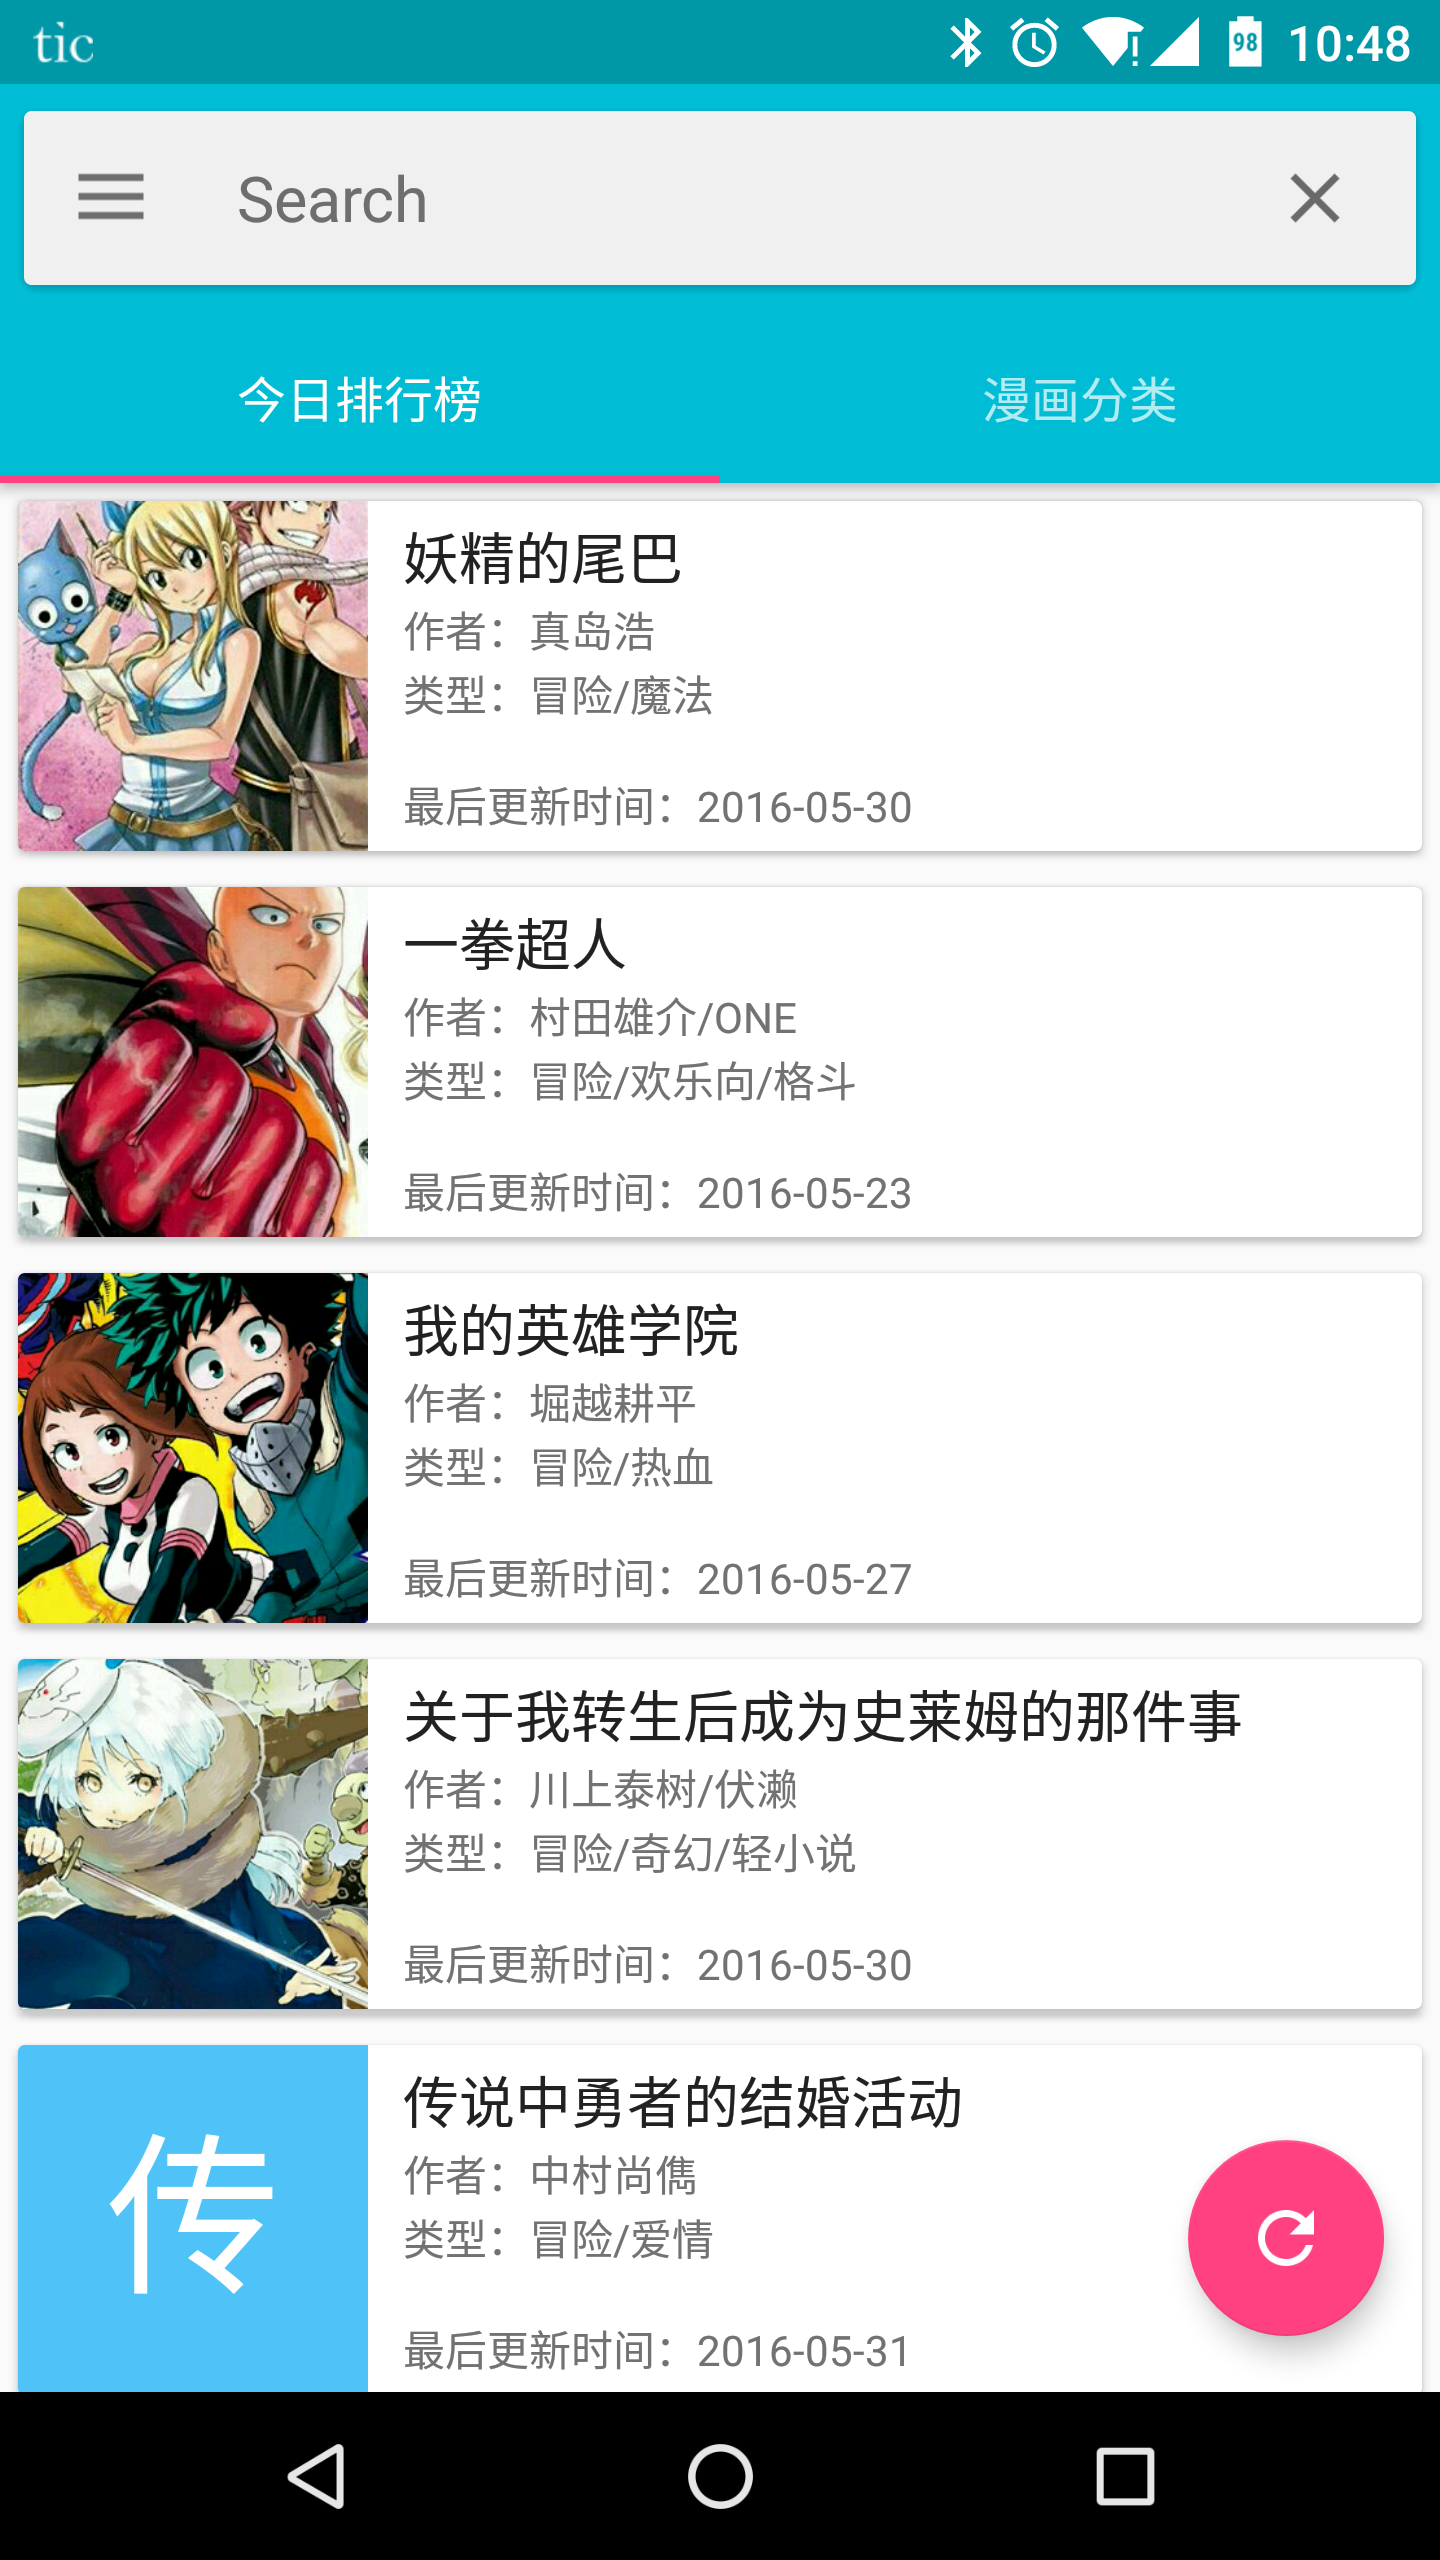 tic
98
10:48
Search
今日排行榜
漫画分类
妖精的尾巴
作者：真岛浩
类型：冒险/魔法
最后更新时间：2016-05-30
一拳超人
作者：村田雄介/ONE
类型：冒险/欢乐向/格斗
最后更新时间：2016-05-23
我的英雄学院
作者：堀越耕平
类型：冒险/热血
最后更新时间：2016-05-27
关于我转生后成为史莱姆的那件事
作者：川上泰树/伏濑
类型：冒险/奇幻/轻小说
最后更新时间：2016-05-30
传
传说中勇者的结婚活动
作者：中村尚儁
类型：冒险/爱情
最后更新时间：2016-05-31